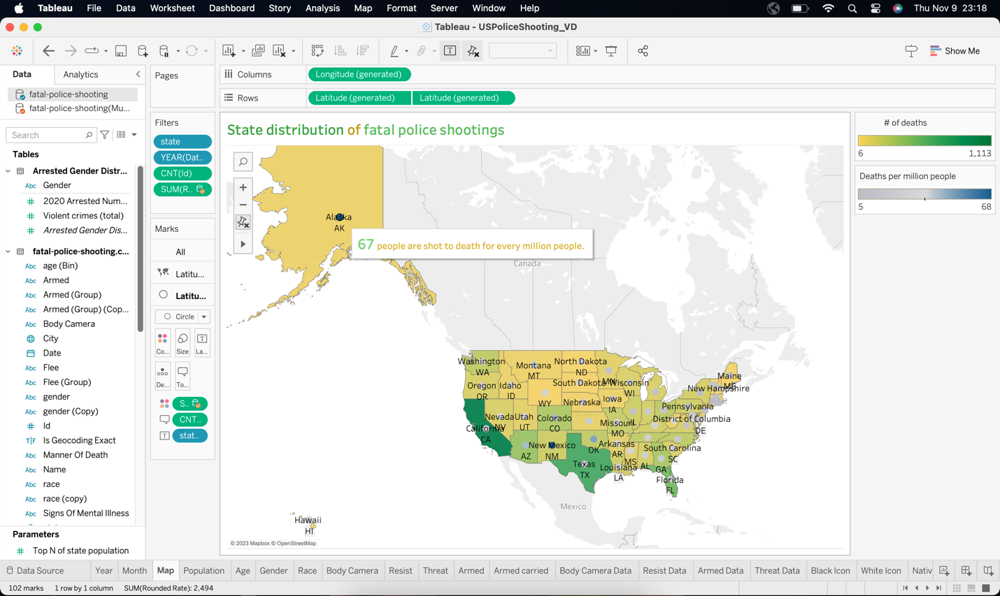 Tableau File Data Worksheet Dashboard Story Analysis Map Format Server Window Help Thu Nov 9 23:18
Tableau - USPoliceShooting_VD
Show Me
Data Analytics
fatal-police-shooting
fatal-police-shooting(Mu...
Search
Tables
Arrested Gender Distr...
Abc Gender
# 2020 Arrested Num...
# Violent crimes (total)
# Arrested Gender Dis...
fatal-police-shooting.c...
Abc age (Bin)
Abc Armed
Abc Armed (Group)
Abc Armed (Group) (Cop...
Abc Body Camera
City
Date
Abc Flee
Abc Flee (Group)
Abc gender
Abc gender (Copy)
# Id
T|F Is Geocoding Exact
Abc Manner Of Death
Abc Name
Abc race
Abc race (copy)
Abc Signs Of Mental Illness
Parameters
# Top N of state population
Pages
Filters
state
YEAR(Dat..
CNT(Id)
SUM(R..
Marks
All
Latitu...
Latitu...
Circle
Co... Size La...
De... To...
S..
CNT..
stat..
Columns Longitude (generated)
Rows Latitude (generated) Latitude (generated)
State distribution of fatal police shootings
Alaska
AK
67 people are shot to death for every million people.
Canada
Washington
WA
Montana
MT
North Dakota
ND
MN
Wisconsin
WI
Maine
ME
New Hampshire
Oregon
OR
Idaho
ID
South Dakota
WY
Nebraska
Iowa
IA
Pennsylvania
States
Nevada
NV
Utah
UT
Colorado
CO
Missouri
MO
IL
District of Columbia
DE
California
CA
AZ
New Mexico
NM
OK
Arkansas
AR
South Carolina
SC
Texas
TX
Louisiana
LA
MS
AL
GA
Florida
FL
Mexico
Hawaii
HI
© 2023 Mapbox © OpenStreetMap
# of deaths
6 1,113
Deaths per million people
5 68
Data Source Year Month Map Population Age Gender Race Body Camera Resist Threat Armed Armed carried Body Camera Data Resist Data Armed Data Threat Data Black Icon White Icon Nativ
102 marks 1 row by 1 column SUM(Rounded Rate): 2,494